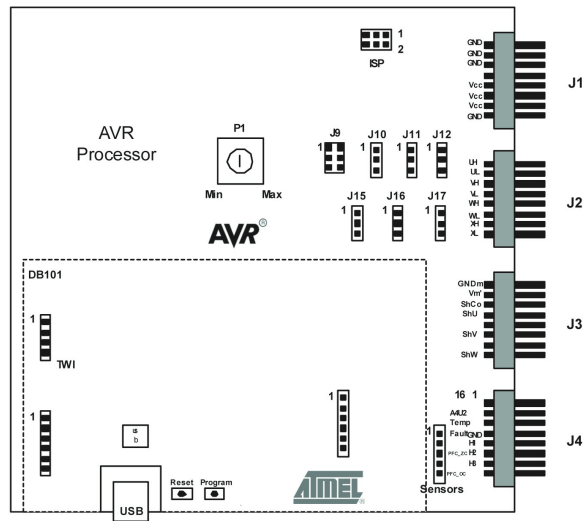 1
2
ISP
GND
GND
GND
Vcc
Vcc
Vcc
GND
J1
AVR
Processor
P1
Min Max
J9
1
J10
1
J11
1
J12
1
J15
1
J16
1
J17
1
AVR®
UH
UL
VH
VL
WH
WL
XH
XL
J2
DB101
1
TWI
GNDm
Vm'
ShCo
ShU
ShV
ShW
J3
16 1
A4U2
Temp
Fault
GND
H1
PFC_ZC
H2
H3
PFC_OC
J4
1
Sensors
1
1
b
Reset Program
USB
ATMEL®